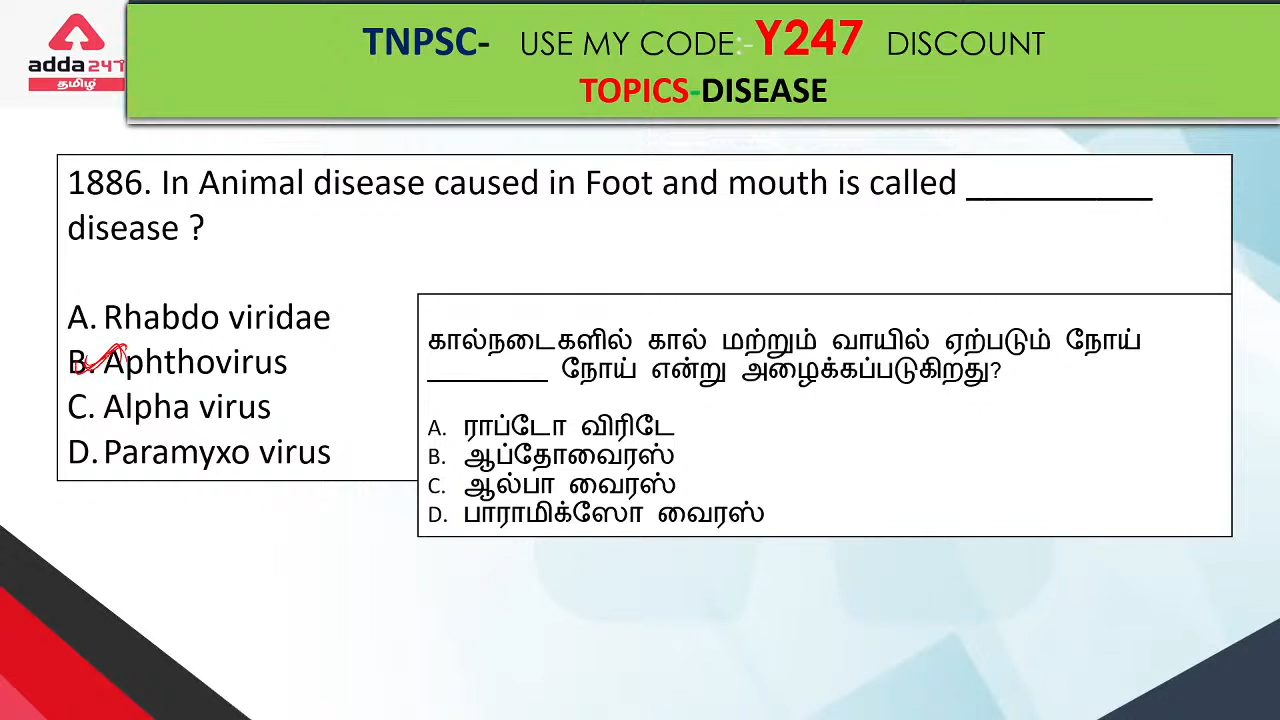 adda247
தமிழ்
TNPSC- USE MY CODE:-Y247 DISCOUNT
TOPICS-DISEASE
1886. In Animal disease caused in Foot and mouth is called __________
disease ?
A. Rhabdo viridae
B. Aphthovirus
C. Alpha virus
D. Paramyxo virus
கால்நடைகளில் கால் மற்றும் வாயில் ஏற்படும் நோய்
_________ நோய் என்று அழைக்கப்படுகிறது?
A. ராப்டோ விரிடே
B. ஆப்தோவைரஸ்
C. ஆல்பா வைரஸ்
D. பாராமிக்ஸோ வைரஸ்